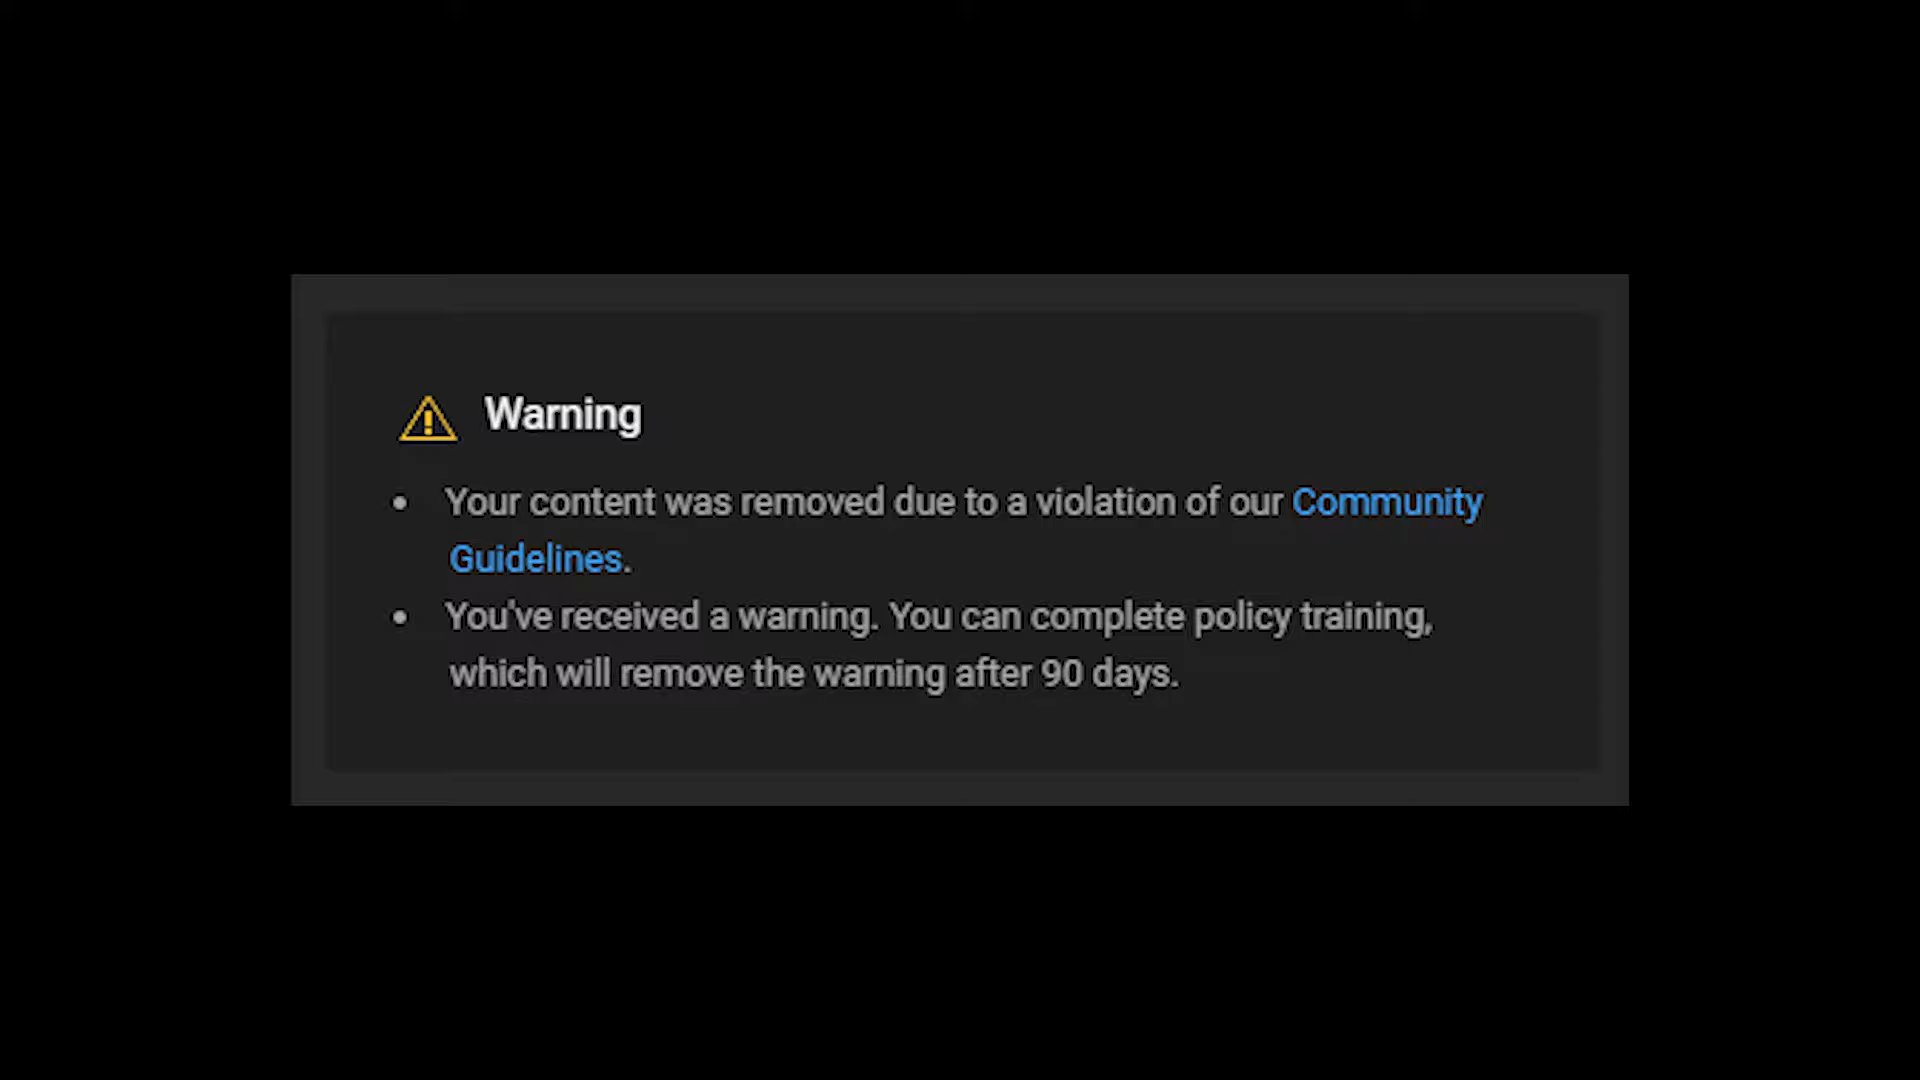 Warning
• Your content was removed due to a violation of our Community
Guidelines.
• You've received a warning. You can complete policy training,
which will remove the warning after 90 days.